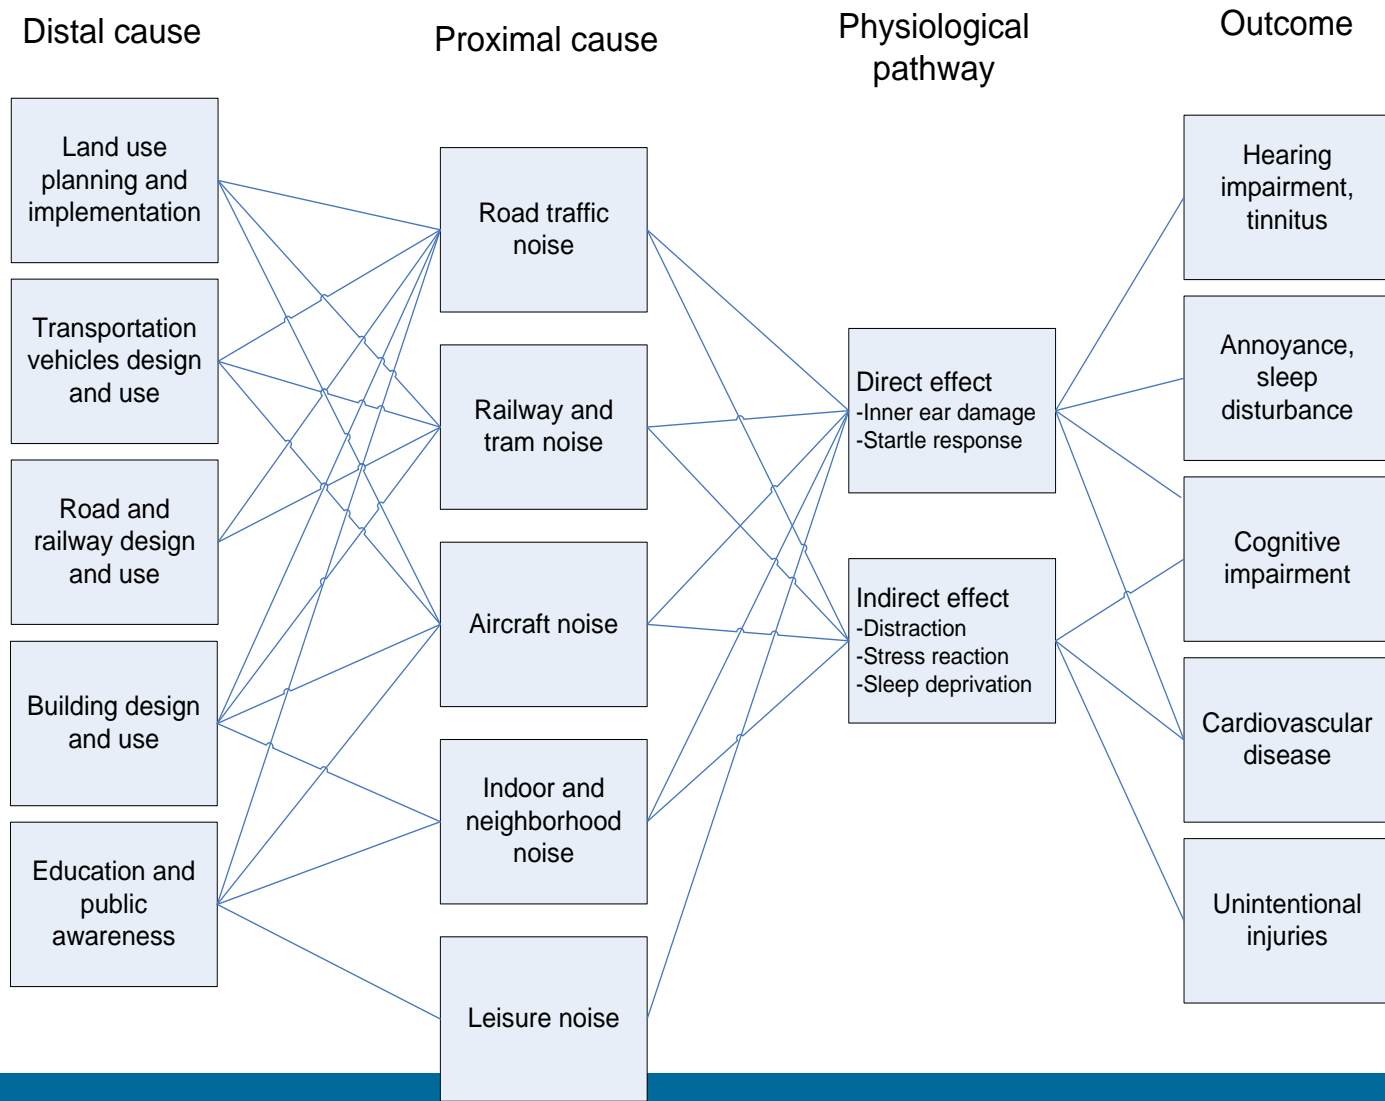 Distal cause
Proximal cause
Physiological
pathway
Outcome
Land use
planning and
implementation
Transportation
vehicles design
and use
Road and
railway design
and use
Building design
and use
Education and
public
awareness
Road traffic
noise
Railway and
tram noise
Aircraft noise
Indoor and
neighborhood
noise
Leisure noise
Direct effect
-Inner ear damage
-Startle response
Indirect effect
-Distraction
-Stress reaction
-Sleep deprivation
Hearing
impairment,
tinnitus
Annoyance,
sleep
disturbance
Cognitive
impairment
Cardiovascular
disease
Unintentional
injuries